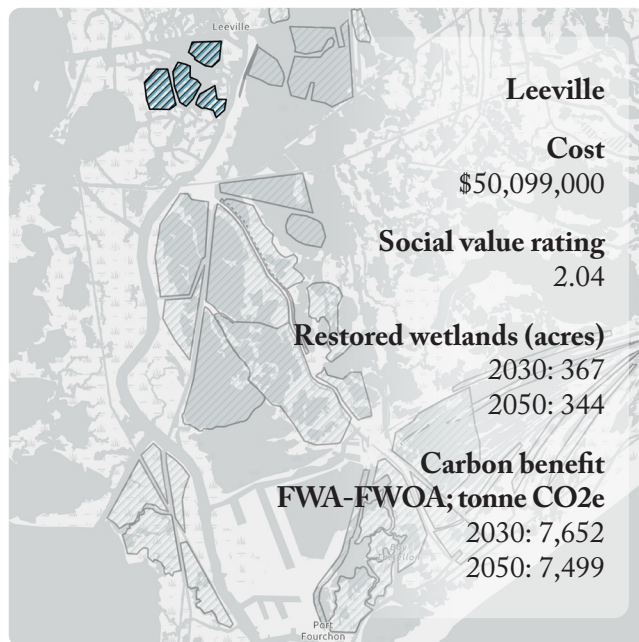 Leeville
Leeville
Cost
$50,099,000
Social value rating
2.04
Restored wetlands (acres)
2030: 367
2050: 344
Carbon benefit
FWA-FWOA; tonne CO2e
2030: 7,652
2050: 7,499
Port
Fourchon